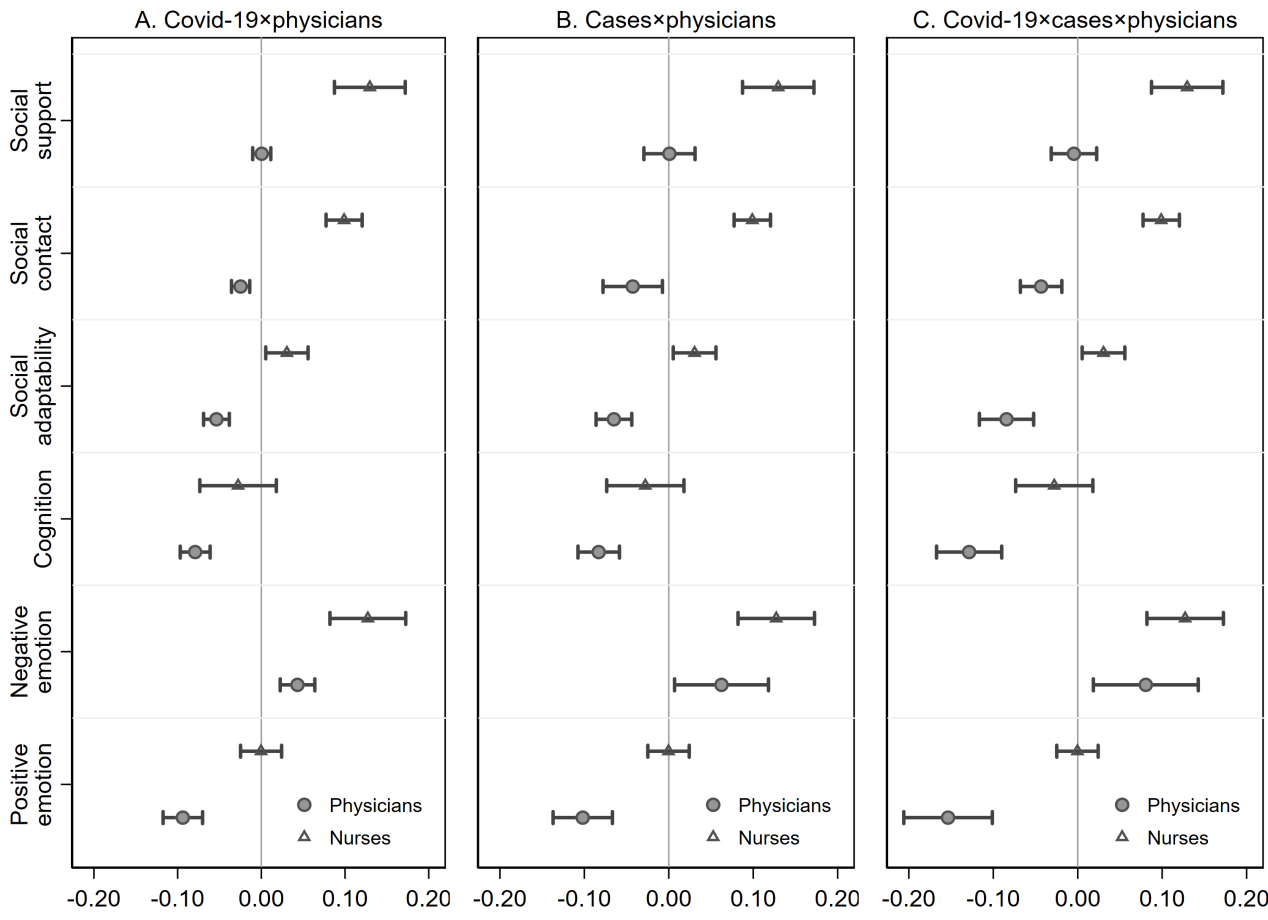 A. Covid-19×physicians
B. Cases×physicians
C. Covid-19×cases×physicians
Social
support
Social
contact
Social
adaptability
Cognition
Negative
emotion
Positive
emotion
Physicians
Nurses
Physicians
Nurses
Physicians
Nurses
-0.20 -0.10 0.00 0.10 0.20
-0.20 -0.10 0.00 0.10 0.20
-0.20 -0.10 0.00 0.10 0.20